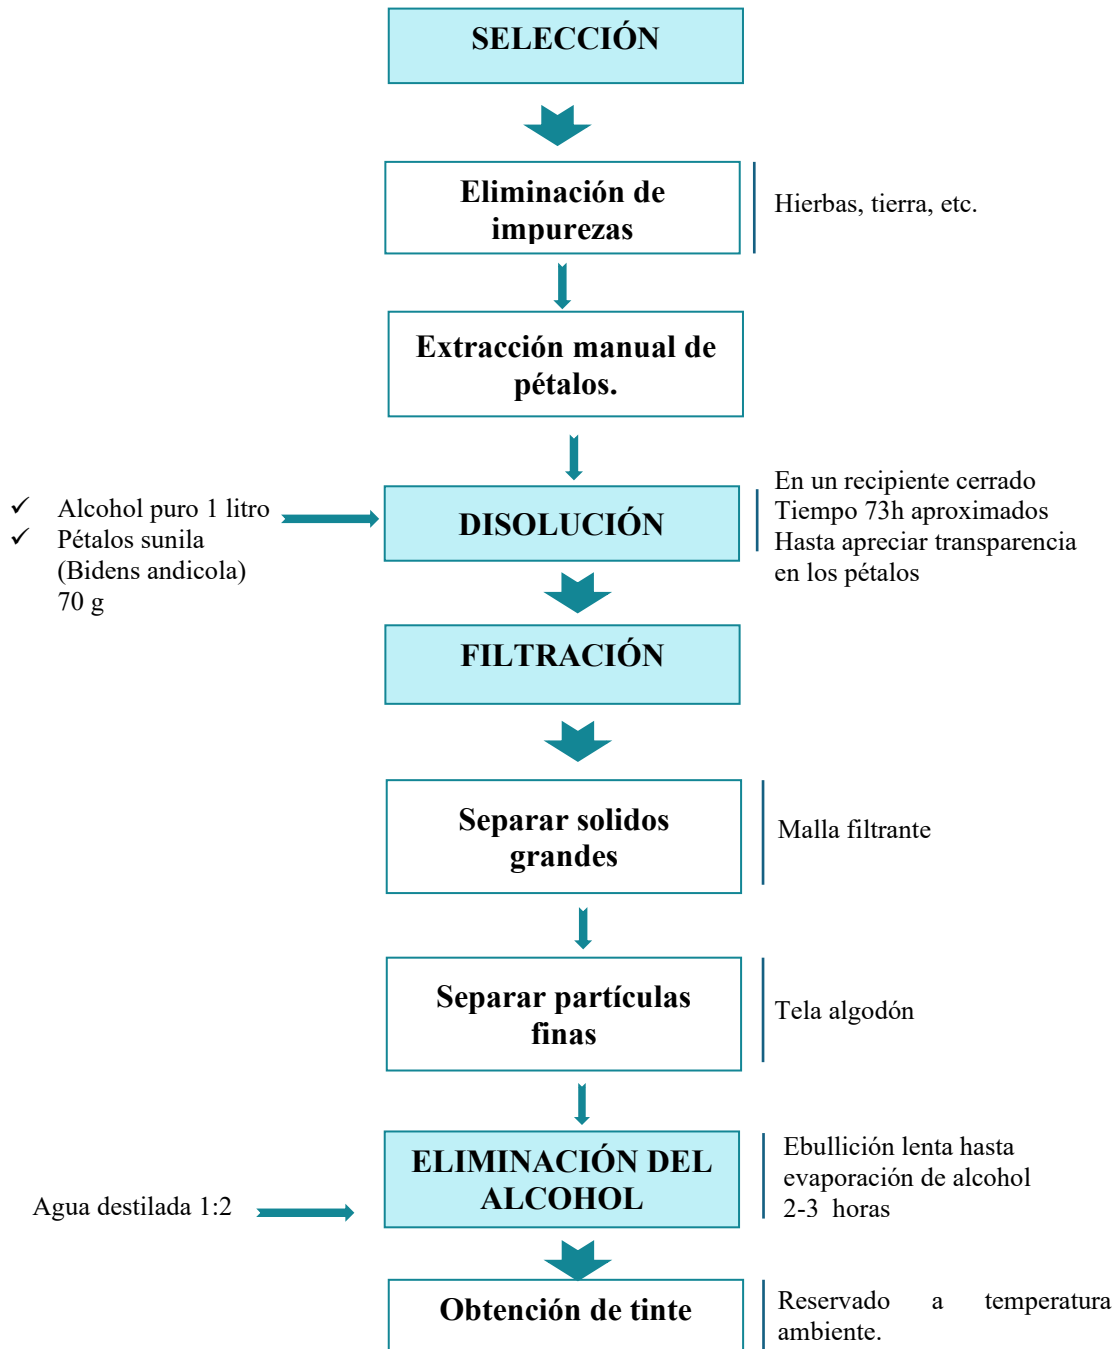 SELECCIÓN
Eliminación de
impurezas
Hierbas, tierra, etc.
Extracción manual de
pétalos.
✓ Alcohol puro 1 litro
✓ Pétalos sunila
(Bidens andicola)
70 g
DISOLUCIÓN
En un recipiente cerrado
Tiempo 73h aproximados
Hasta apreciar transparencia
en los pétalos
FILTRACIÓN
Separar solidos
grandes
Malla filtrante
Separar partículas
finas
Tela algodón
Agua destilada 1:2
ELIMINACIÓN DEL
ALCOHOL
Ebullición lenta hasta
evaporación de alcohol
2-3 horas
Obtención de tinte
Reservado a temperatura
ambiente.